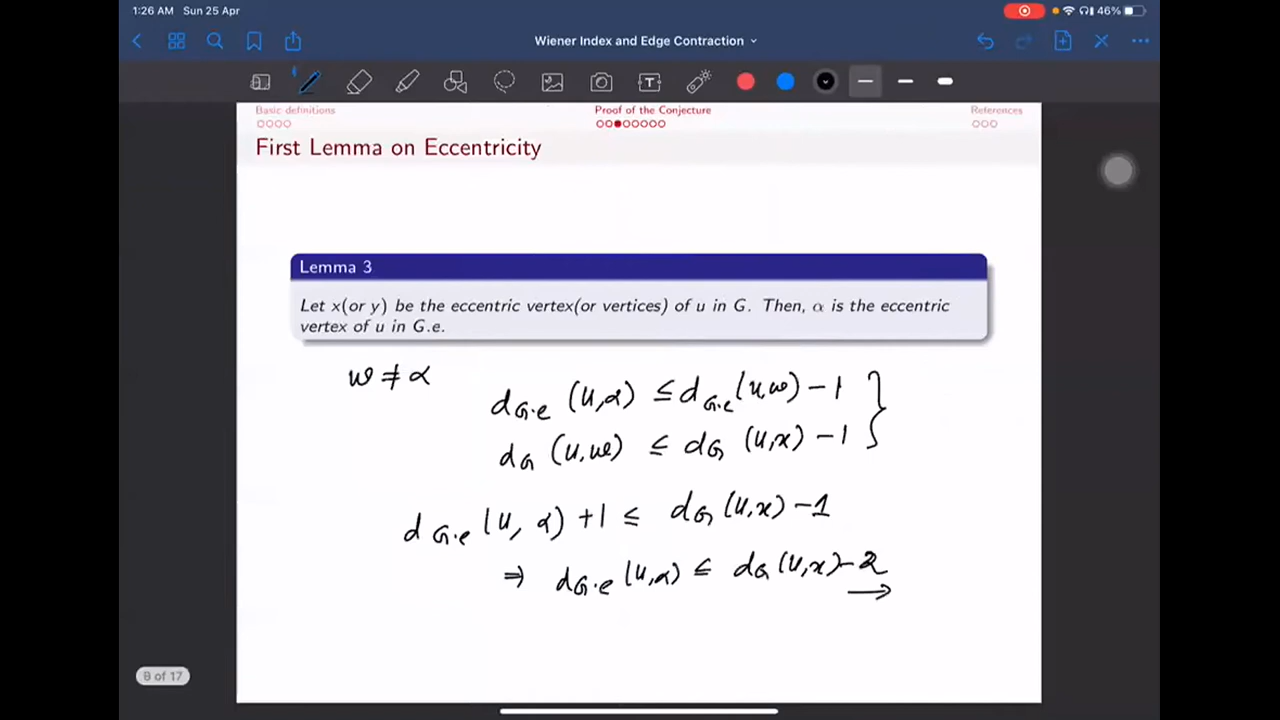 1:26 AM Sun 25 Apr 46%
Wiener Index and Edge Contraction
T
Basic definitions Proof of the Conjecture References
First Lemma on Eccentricity
Lemma 3
Let x(or y) be the eccentric vertex(or vertices) of u in G. Then, α is the eccentric
vertex of u in G.e.
w ≠ α
d_{G.e} (u,α) ≤ d_{G.e} (u,w) - 1 }
d_G (u,w) ≤ d_G (u,x) - 1
d_{G.e} (u, α) + 1 ≤ d_G (u,x) - 1
⇒ d_{G.e} (u,α) ≤ d_G (u,x) - 2
8 of 17